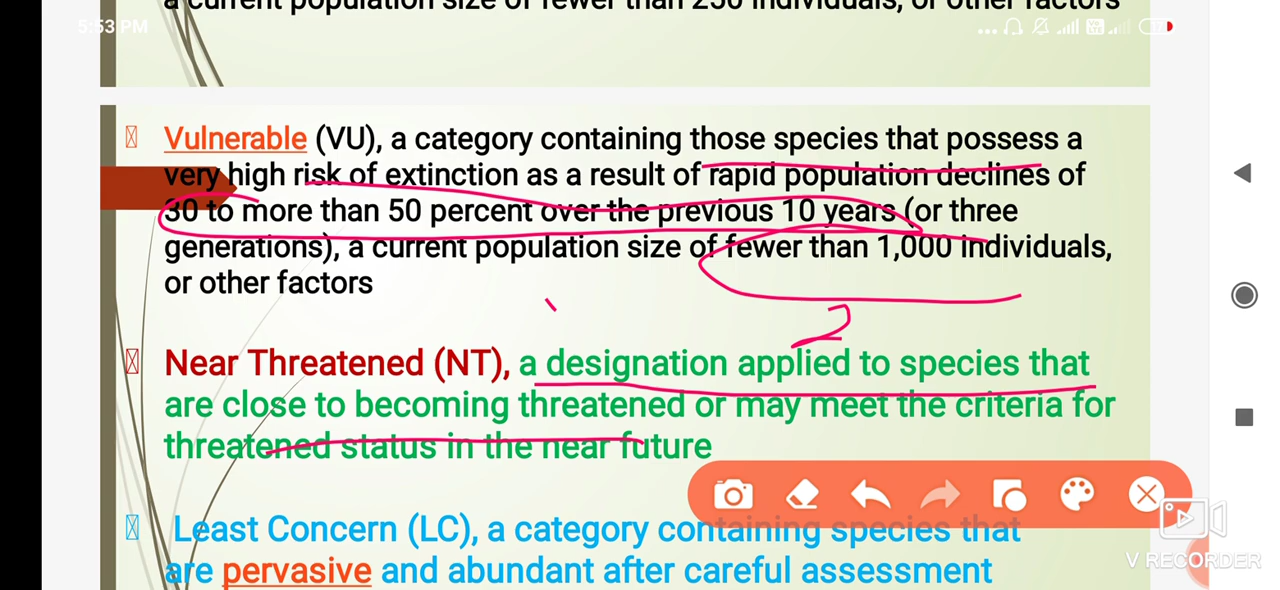 a current population size of fewer than 250 individuals, or other factors
5:53 PM
Vulnerable (VU), a category containing those species that possess a
very high risk of extinction as a result of rapid population declines of
30 to more than 50 percent over the previous 10 years (or three
generations), a current population size of fewer than 1,000 individuals,
or other factors
2
Near Threatened (NT), a designation applied to species that
are close to becoming threatened or may meet the criteria for
threatened status in the near future
Least Concern (LC), a category containing species that
are pervasive and abundant after careful assessment
V RECORDER